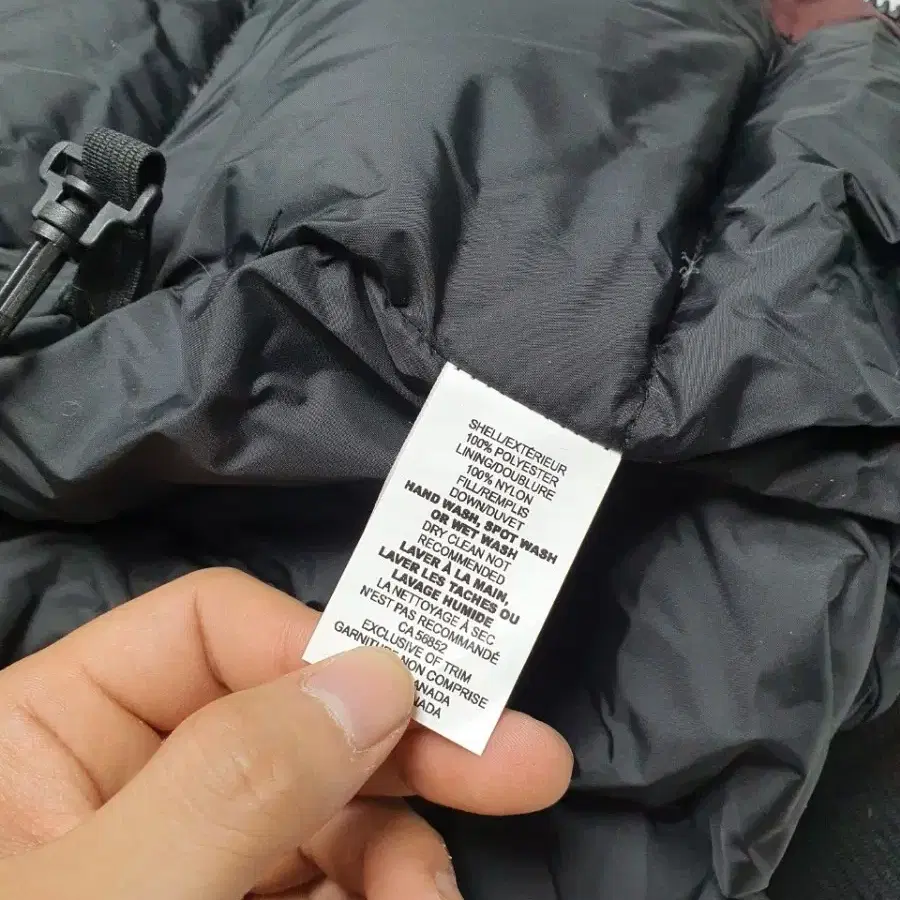 SHELL/EXTÉRIEUR
100% POLYESTER
LINING/DOUBLURE
100% NYLON
FILL/REMPLIS
DOWN/DUVET
HAND WASH, SPOT WASH
OR WET WASH
DRY CLEAN NOT
RECOMMENDED
LAVER À LA MAIN,
LAVER LES TACHES OU
LAVAGE HUMIDE
LA NETTOYAGE À SEC
N'EST PAS RECOMMANDÉ
CA 56852
EXCLUSIVE OF TRIM
GARNITURE NON COMPRISE
ANADA
NADA